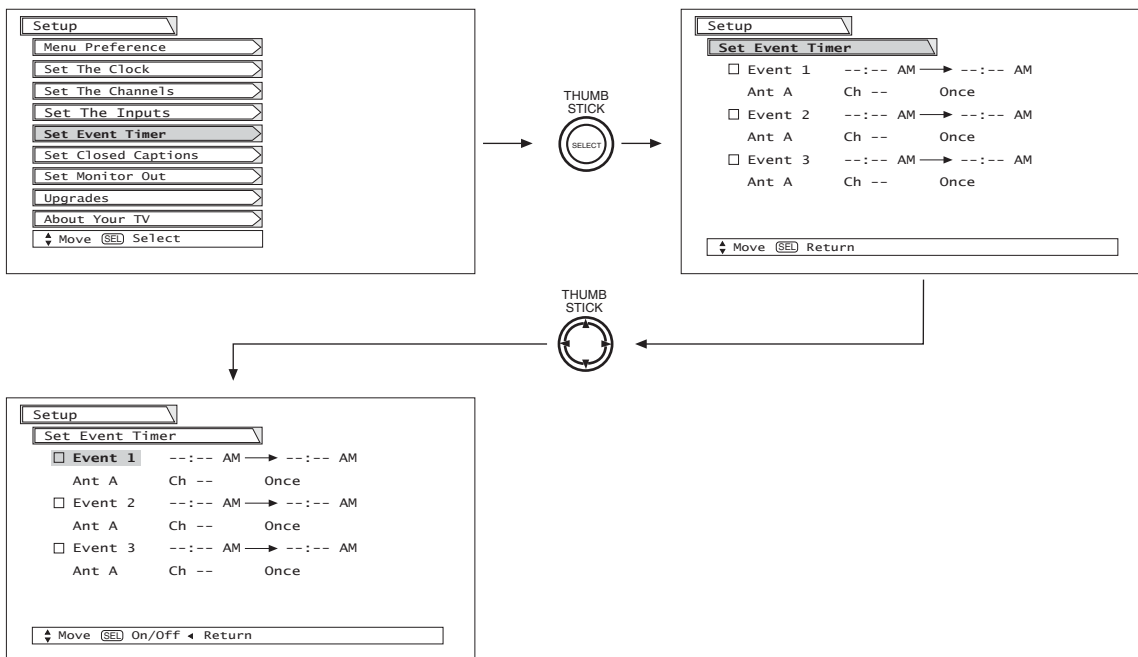 Setup
Menu Preference
Set The Clock
Set The Channels
Set The Inputs
Set Event Timer
Set Closed Captions
Set Monitor Out
Upgrades
About Your TV
Move SEL Select
THUMB
STICK
SELECT
Setup
Set Event Timer
Event 1 --:-- AM --:-- AM
Ant A Ch -- Once
Event 2 --:-- AM --:-- AM
Ant A Ch -- Once
Event 3 --:-- AM --:-- AM
Ant A Ch -- Once
Move SEL Return
THUMB
STICK
Setup
Set Event Timer
Event 1 --:-- AM --:-- AM
Ant A Ch -- Once
Event 2 --:-- AM --:-- AM
Ant A Ch -- Once
Event 3 --:-- AM --:-- AM
Ant A Ch -- Once
Move SEL On/Off Return